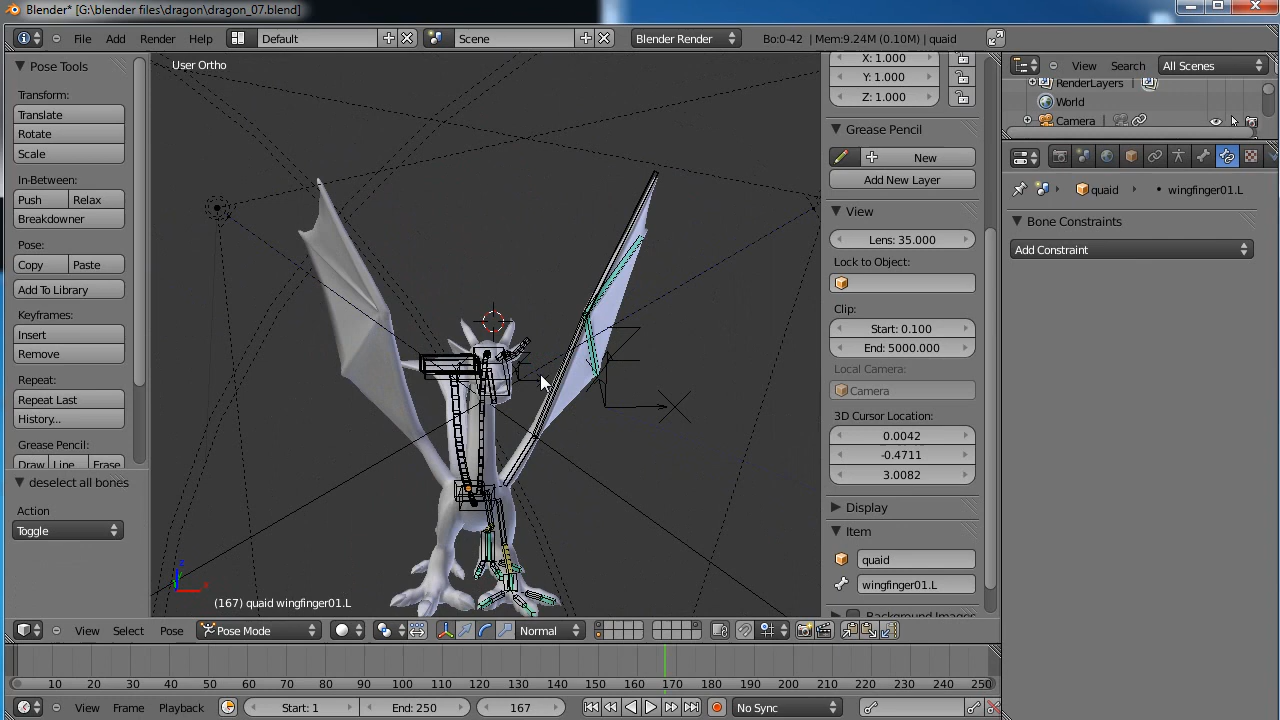 Blender* [G:\blender files\dragon\dragon_07.blend]
File Add Render Help Default Scene Blender Render Bo:0-42 | Mem:9.24M (0.10M) | quaid
Pose Tools
Transform:
Translate
Rotate
Scale
In-Between:
Push Relax
Breakdowner
Pose:
Copy Paste
Add To Library
Keyframes:
Insert
Remove
Repeat:
Repeat Last
History...
Grease Pencil:
Draw Line Erase
deselect all bones
Action
Toggle
User Ortho
(167) quaid wingfinger01.L
X: 1.000
Y: 1.000
Z: 1.000
Grease Pencil
New
Add New Layer
View
Lens: 35.000
Lock to Object:
Clip:
Start: 0.100
End: 5000.000
Local Camera:
Camera
3D Cursor Location:
0.0042
-0.4711
3.0082
Display
Item
quaid
wingfinger01.L
Background Images
View Search All Scenes
RenderLayers
World
Camera
quaid wingfinger01.L
Bone Constraints
Add Constraint
View Select Pose Pose Mode Normal
10 20 30 40 50 60 70 80 90 100 110 120 130 140 150 160 170 180 190 200 210 220 230 240 250
View Frame Playback Start: 1 End: 250 167 No Sync